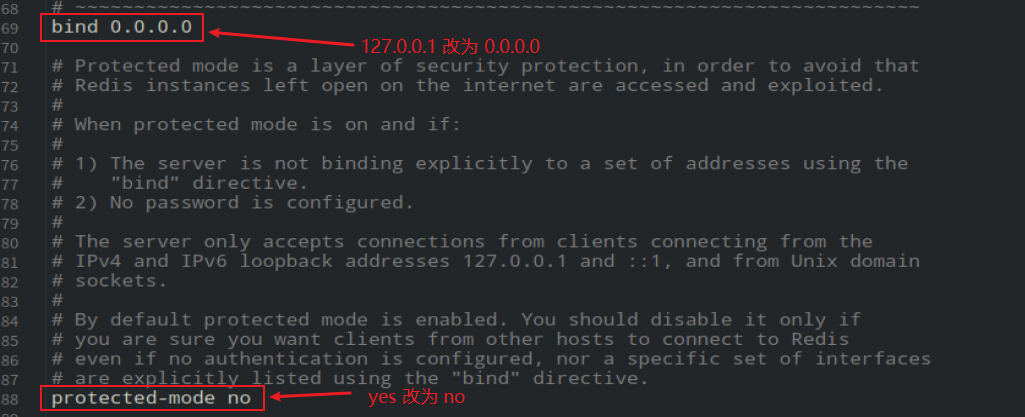 68 # ~~~~~~~~~~~~~~~~~~~~~~~~~~~~~~~~~~~~~~~~~~~~~~~~~~~~~~~~~~~~~~~~~~~~~~~~
69 bind 0.0.0.0
127.0.0.1 改为 0.0.0.0
70
71 # Protected mode is a layer of security protection, in order to avoid that
72 # Redis instances left open on the internet are accessed and exploited.
73 #
74 # When protected mode is on and if:
75 #
76 # 1) The server is not binding explicitly to a set of addresses using the
77 #    "bind" directive.
78 # 2) No password is configured.
79 #
80 # The server only accepts connections from clients connecting from the
81 # IPv4 and IPv6 loopback addresses 127.0.0.1 and ::1, and from Unix domain
82 # sockets.
83 #
84 # By default protected mode is enabled. You should disable it only if
85 # you are sure you want clients from other hosts to connect to Redis
86 # even if no authentication is configured, nor a specific set of interfaces
87 # are explicitly listed using the "bind" directive.
88 protected-mode no
yes 改为 no